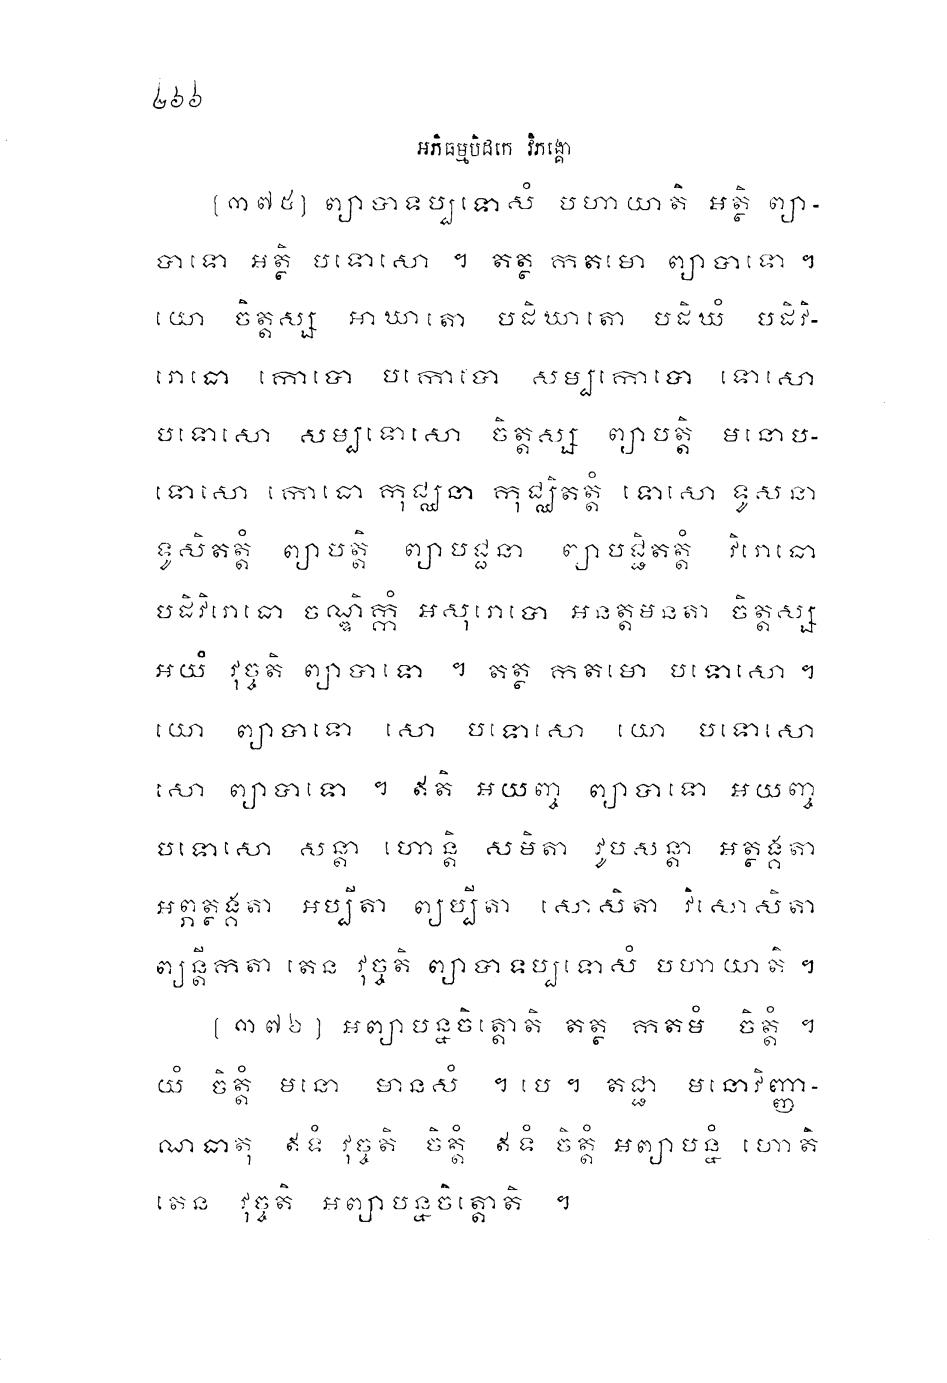 ២៦៦
អភិធម្មបិដកេ វិភង្គោ
[៣៧៥] ព្យាបាទប្បទោសំ បហាយាតិ អត្ថិ ព្យា-
បាទោ អត្ថិ បទោសោ ។ តត្ថ កតមោ ព្យាបាទោ ។
យោ ចិត្តស្ស អាឃាតោ បដិឃាតោ បដិឃំ បដិវិ-
រោធោ កោបោ បកោបោ សម្បកោបោ ទោសោ
បទោសោ សម្បទោសោ ចិត្តស្ស ព្យាបត្តិ មនោប-
ទោសោ កោធោ កុជ្ឈនា កុជ្ឈិតត្តំ ទោសោ ទូសនា
ទូសិតត្តំ ព្យាបត្តិ ព្យាបជ្ជនា ព្យាបជ្ជិតត្តំ វិរោធោ
បដិវិរោធោ ចណ្ឌិក្កំ អសុរោបោ អនត្តមនតា ចិត្តស្ស
អយំ វុច្ចតិ ព្យាបាទោ ។ តត្ថ កតមោ បទោសោ ។
យោ ព្យាបាទោ សោ បទោសោ យោ បទោសោ
សោ ព្យាបាទោ ។ ឥតិ អយញ្ច ព្យាបាទោ អយញ្ច
បទោសោ សន្តា ហោន្តិ សមិតា វូបសន្តា អត្ថង្គតា
អព្ភត្ថង្គតា អប្បិតា ព្យប្បិតា សោសិតា វិសោសិតា
ព្យន្តីកតា តេន វុច្ចតិ ព្យាបាទប្បទោសំ បហាយាតិ ។
[៣៧៦] អព្យាបន្នចិត្តោតិ តត្ថ កតមំ ចិត្តំ ។
យំ ចិត្តំ មនោ មានសំ ។បេ។ តជ្ជា មនោវិញ្ញា-
ណធាតុ ឥទំ វុច្ចតិ ចិត្តំ ឥទំ ចិត្តំ អព្យាបន្នំ ហោតិ
តេន វុច្ចតិ អព្យាបន្នចិត្តោតិ ។